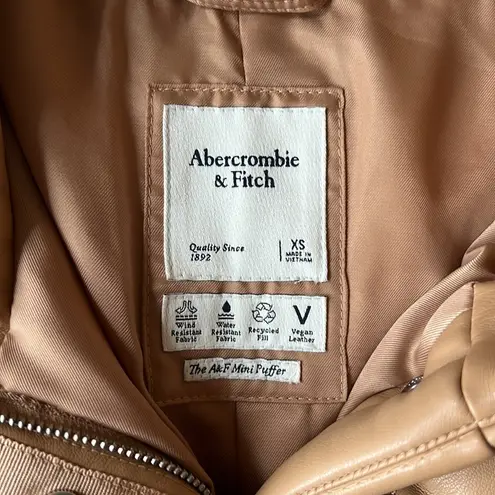 Abercrombie
& Fitch
Quality Since
1892
XS
MADE IN
VIETNAM
Wind
Resistant
Fabric
Water
Resistant
Fabric
Recycled
Fill
V
Vegan
Leather
The A&F Mini Puffer